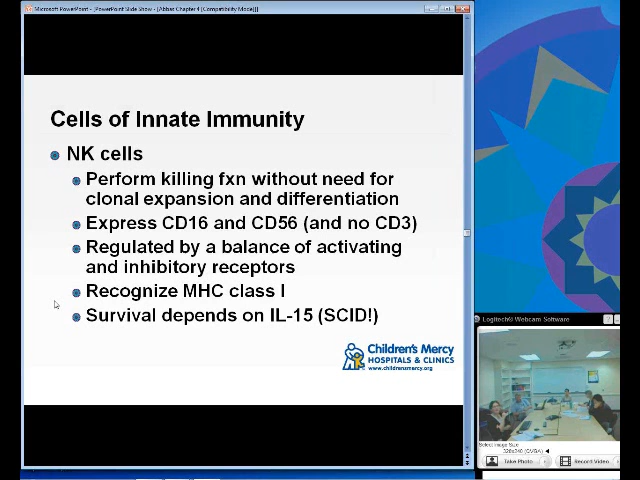 Microsoft PowerPoint - [PowerPoint Slide Show - [Abbas Chapter 4 [Compatibility Mode]]]
Cells of Innate Immunity
NK cells
Perform killing fxn without need for
clonal expansion and differentiation
Express CD16 and CD56 (and no CD3)
Regulated by a balance of activating
and inhibitory receptors
Recognize MHC class I
Survival depends on IL-15 (SCID!)
Children's Mercy
HOSPITALS & CLINICS
www.childrensmercy.org
Logitech® Webcam Software
Select Image Size
320x240 (QVGA)
Take Photo
Record Video